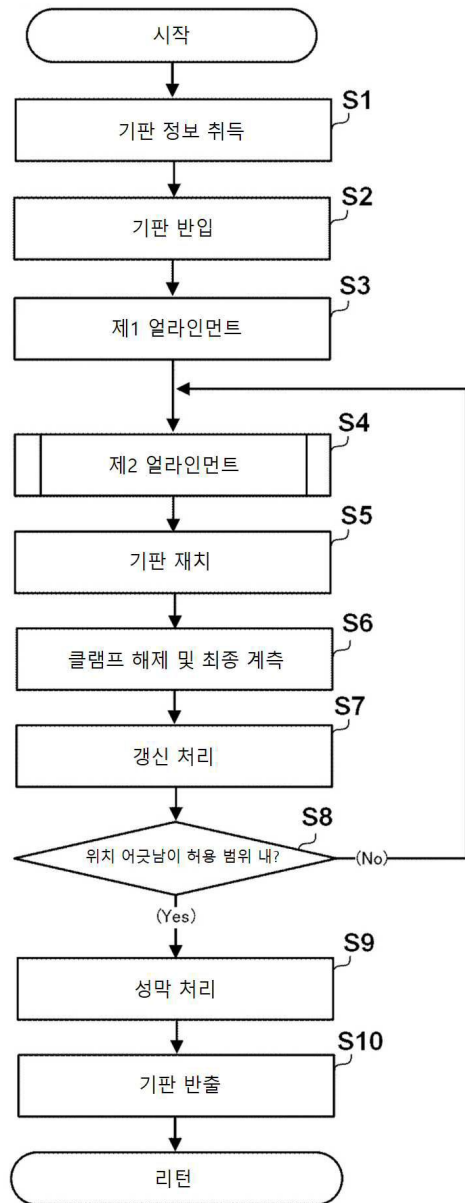 시작
S1
기판 정보 취득
S2
기판 반입
S3
제1 얼라인먼트
S4
제2 얼라인먼트
S5
기판 재치
S6
클램프 해제 및 최종 계측
S7
갱신 처리
S8
위치 어긋남이 허용 범위 내?
(No)
(Yes)
S9
성막 처리
S10
기판 반출
리턴